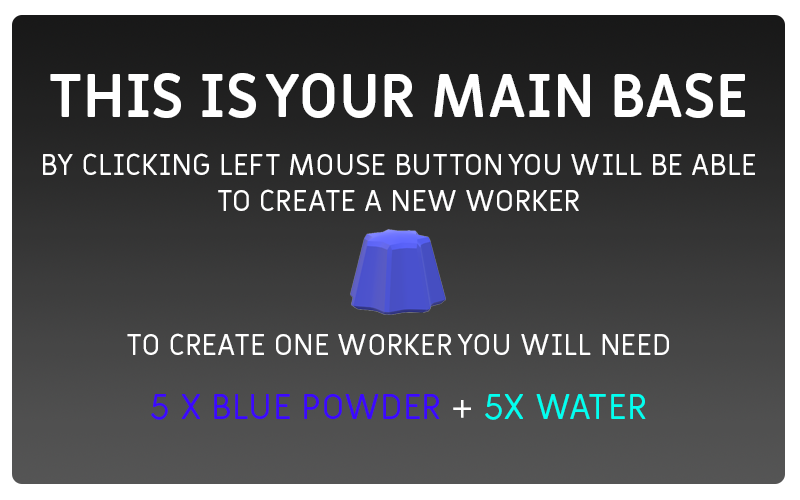 THIS IS YOUR MAIN BASE
BY CLICKING LEFT MOUSE BUTTON YOU WILL BE ABLE
TO CREATE A NEW WORKER
TO CREATE ONE WORKER YOU WILL NEED
5 X BLUE POWDER + 5X WATER